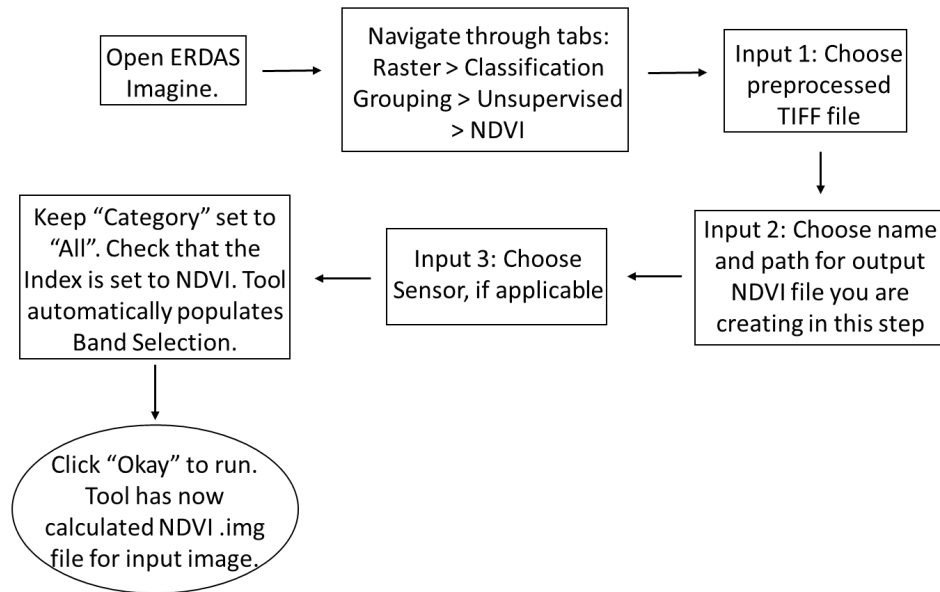 Open ERDAS
Imagine.
Navigate through tabs:
Raster > Classification
Grouping > Unsupervised
> NDVI
Input 1: Choose
preprocessed
TIFF file
Input 2: Choose name
and path for output
NDVI file you are
creating in this step
Input 3: Choose
Sensor, if applicable
Keep “Category” set to
“All”. Check that the
Index is set to NDVI. Tool
automatically populates
Band Selection.
Click “Okay” to run.
Tool has now
calculated NDVI .img
file for input image.